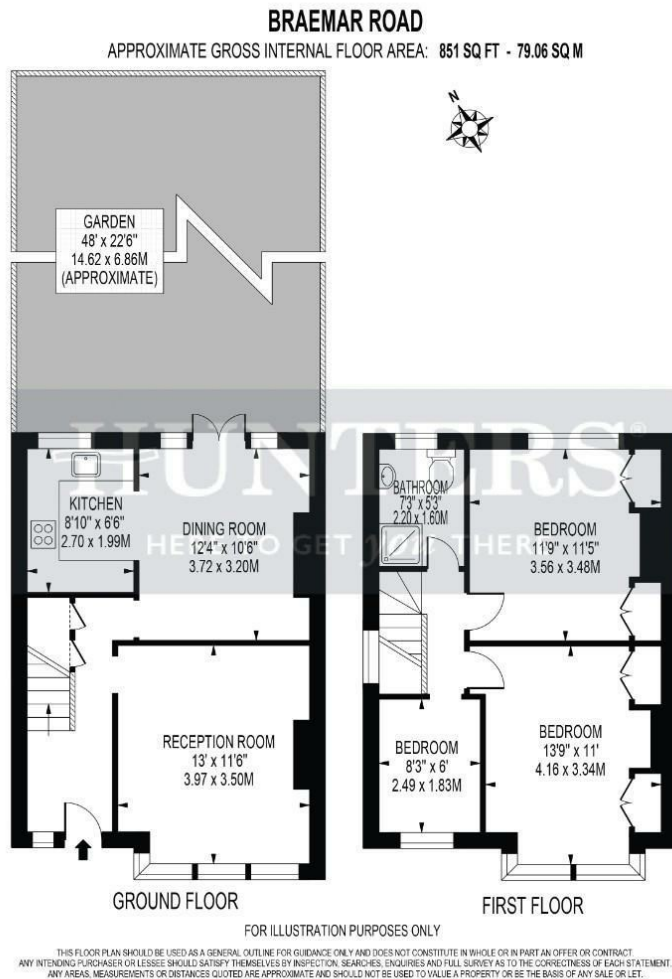 BRAEMAR ROAD
APPROXIMATE GROSS INTERNAL FLOOR AREA: 851 SQ FT - 79.06 SQ M
N
GARDEN
48' x 22'6"
14.62 x 6.86M
(APPROXIMATE)
HUNTERS®
HERE TO GET you THERE
KITCHEN
8'10" x 6'6"
2.70 x 1.99M
DINING ROOM
12'4" x 10'6"
3.72 x 3.20M
BATHROOM
7'3" x 5'3"
2.20 x 1.60M
BEDROOM
11'9" x 11'5"
3.56 x 3.48M
RECEPTION ROOM
13' x 11'6"
3.97 x 3.50M
BEDROOM
8'3" x 6'
2.49 x 1.83M
BEDROOM
13'9" x 11'
4.16 x 3.34M
GROUND FLOOR
FIRST FLOOR
FOR ILLUSTRATION PURPOSES ONLY
THIS FLOOR PLAN SHOULD BE USED AS A GENERAL OUTLINE FOR GUIDANCE ONLY AND DOES NOT CONSTITUTE IN WHOLE OR IN PART AN OFFER OR CONTRACT.
ANY INTENDING PURCHASER OR LESSEE SHOULD SATISFY THEMSELVES BY INSPECTION, SEARCHES, ENQUIRIES AND FULL SURVEY AS TO THE CORRECTNESS OF EACH STATEMENT.
ANY AREAS, MEASUREMENTS OR DISTANCES QUOTED ARE APPROXIMATE AND SHOULD NOT BE USED TO VALUE A PROPERTY OR BE THE BASIS OF ANY SALE OR LET.